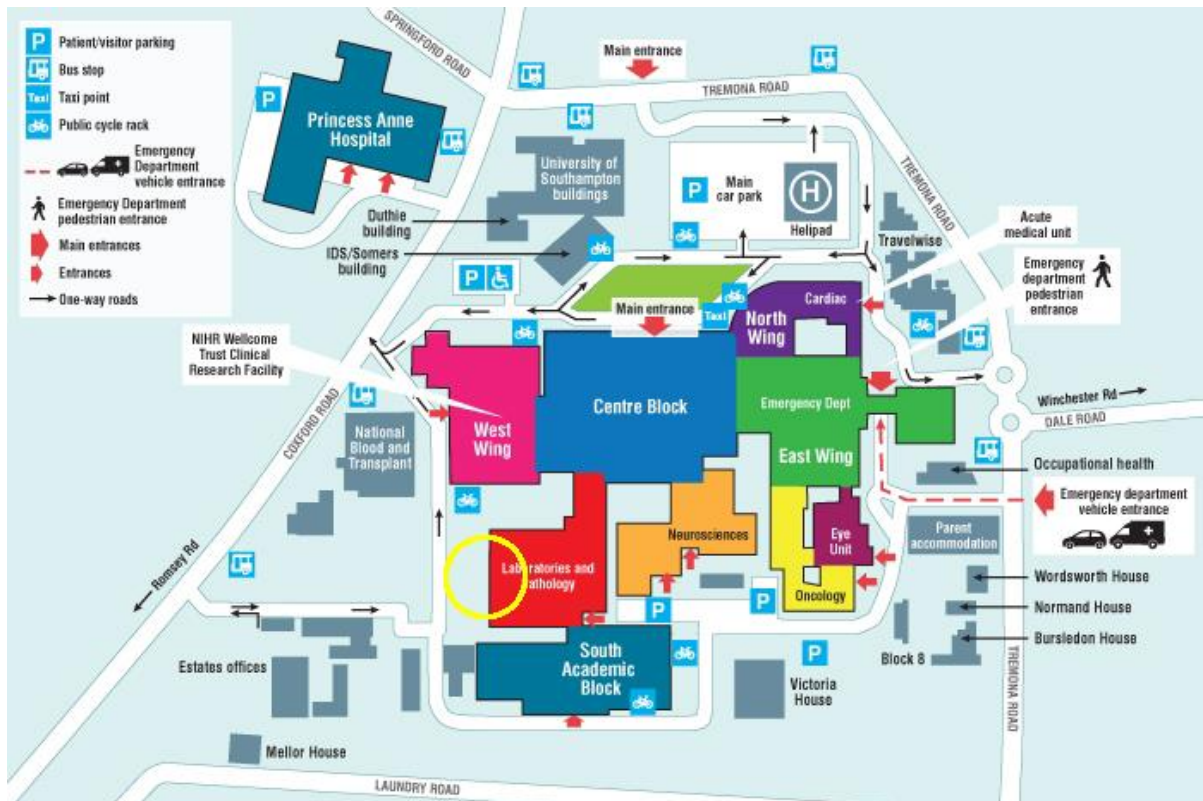 Patient/visitor parking
P
Bus stop
Taxi
Taxi point
Public cycle rack
Emergency
Department
vehicle entrance
Emergency Department
pedestrian entrance
Main entrances
Entrances
One-way roads
SPRINGFORD ROAD
Main entrance
TREMONA ROAD
P
Princess Anne
Hospital
University of
Southampton
buildings
P
Main
car park
H
Helipad
TREMONA ROAD
Duthie
building
IDS/Somers
building
Travelwise
Acute
medical unit
Emergency
department
pedestrian
entrance
P
Main entrance
Taxi
Cardiac
North
Wing
NIHR Wellcome
Trust Clinical
Research Facility
COXFORD ROAD
West
Wing
Centre Block
Emergency Dept
East Wing
Winchester Rd
DALE ROAD
National
Blood and
Transplant
Occupational health
Emergency department
vehicle entrance
Neurosciences
Eye
Unit
Parent
accommodation
Laboratories and
Pathology
Oncology
Wordsworth House
Normand House
Bursledon House
Romsey Rd
P
P
Estates offices
South
Academic
Block
P
Victoria
House
Block 8
TREMONA ROAD
Mellor House
LAUNDRY ROAD